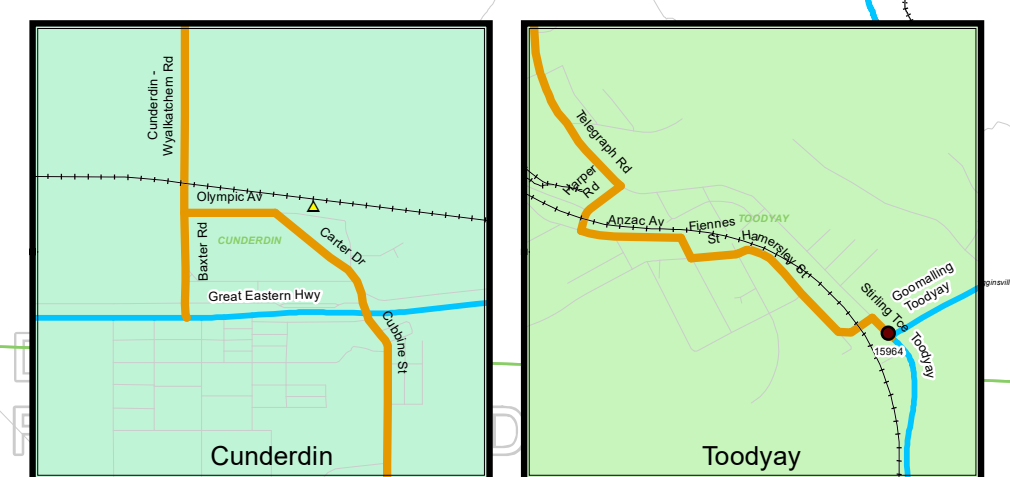 Cunderdin -
Wyalkatchem Rd
Olympic Av
Baxter Rd
CUNDERDIN
Carter Dr
Great Eastern Hwy
Cubbine St
Cunderdin
Telegraph Rd
Harper
Rd
Anzac Av
Fiennes
St
TOODYAY
Hamersley St
Stirling Tce
Goomalling
Toodyay
Toodyay
15964
Toodyay